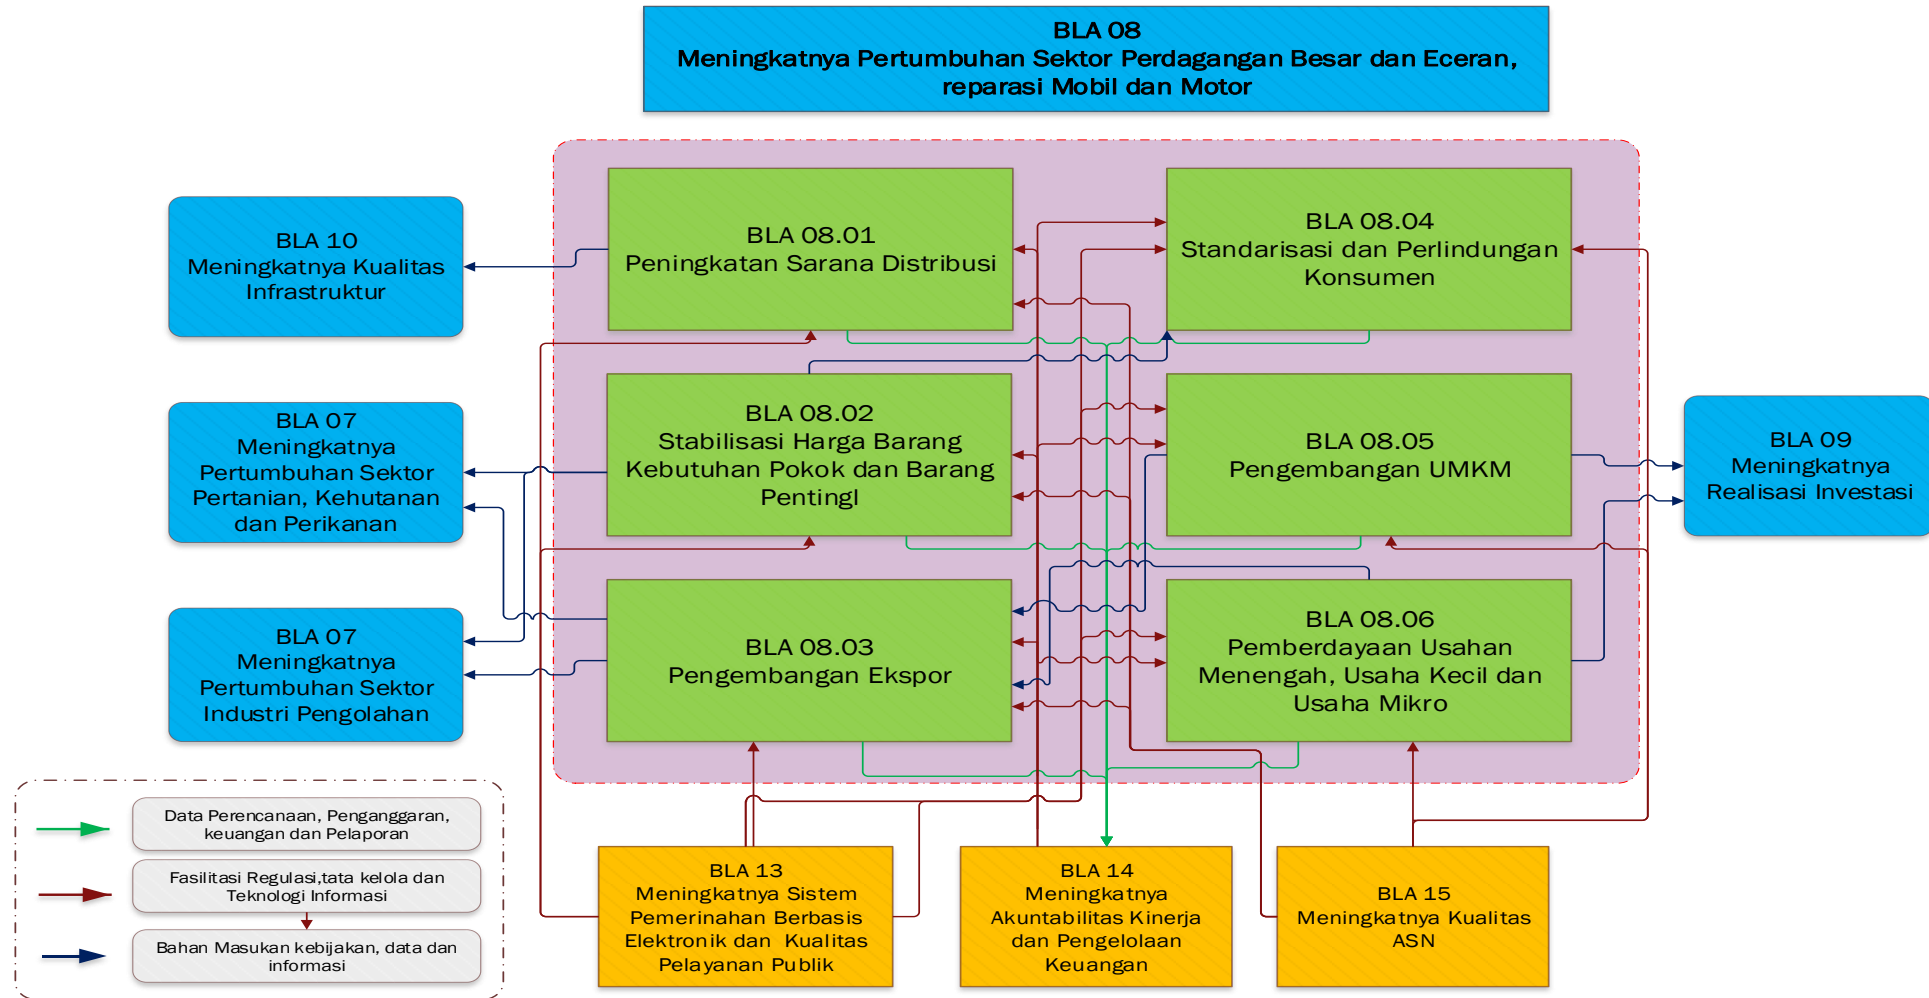 BLA 08
Meningkatnya Pertumbuhan Sektor Perdagangan Besar dan Eceran,
reparasi Mobil dan Motor
BLA 10
Meningkatnya Kualitas
Infrastruktur
BLA 08.01
Peningkatan Sarana Distribusi
BLA 08.04
Standarisasi dan Perlindungan
Konsumen
BLA 07
Meningkatnya
Pertumbuhan Sektor
Pertanian, Kehutanan
dan Perikanan
BLA 08.02
Stabilisasi Harga Barang
Kebutuhan Pokok dan Barang
Pentingl
BLA 08.05
Pengembangan UMKM
BLA 09
Meningkatnya
Realisasi Investasi
BLA 07
Meningkatnya
Pertumbuhan Sektor
Industri Pengolahan
BLA 08.03
Pengembangan Ekspor
BLA 08.06
Pemberdayaan Usahan
Menengah, Usaha Kecil dan
Usaha Mikro
Data Perencanaan, Penganggaran,
keuangan dan Pelaporan
Fasilitasi Regulasi,tata kelola dan
Teknologi Informasi
Bahan Masukan kebijakan, data dan
informasi
BLA 13
Meningkatnya Sistem
Pemerinahan Berbasis
Elektronik dan Kualitas
Pelayanan Publik
BLA 14
Meningkatnya
Akuntabilitas Kinerja
dan Pengelolaan
Keuangan
BLA 15
Meningkatnya Kualitas
ASN